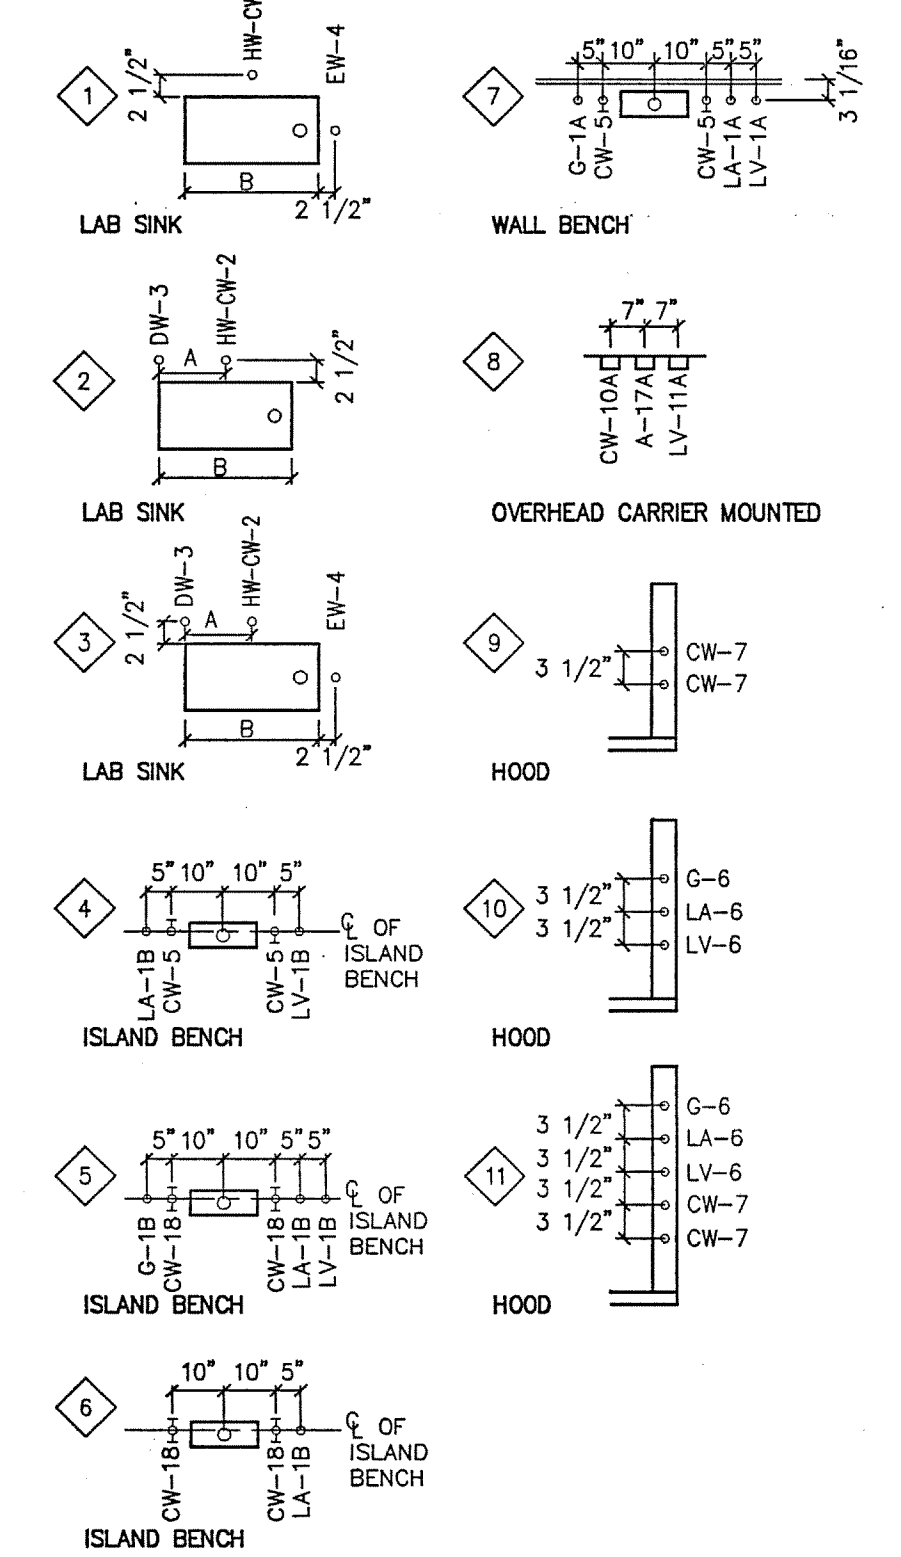 1
2 1/2"
EW-4
B
2 1/2"
LAB SINK
2
DW-3
HW-CW-2
A
2 1/2"
B
LAB SINK
3
2 1/2"
DW-3
HW-CW-2
A
EW-4
B
2 1/2"
LAB SINK
4
5" 10" 10" 5"
LA-1B
CW-5
CW-5
LV-1B
℄ OF
ISLAND
BENCH
ISLAND BENCH
5
5" 10" 10" 5" 5"
G-1B
CW-18
CW-18
LA-1B
LV-1B
℄ OF
ISLAND
BENCH
ISLAND BENCH
6
10" 10" 5"
CW-18
CW-18
LA-1B
℄ OF
ISLAND
BENCH
ISLAND BENCH
7
5" 10" 10" 5" 5"
3 1/16"
G-1A
CW-5
CW-5
LA-1A
LV-1A
WALL BENCH
8
7" 7"
CW-10A
A-17A
LV-11A
OVERHEAD CARRIER MOUNTED
9
3 1/2"
CW-7
CW-7
HOOD
10
3 1/2"
3 1/2"
G-6
LA-6
LV-6
HOOD
11
3 1/2"
3 1/2"
3 1/2"
3 1/2"
G-6
LA-6
LV-6
CW-7
CW-7
HOOD